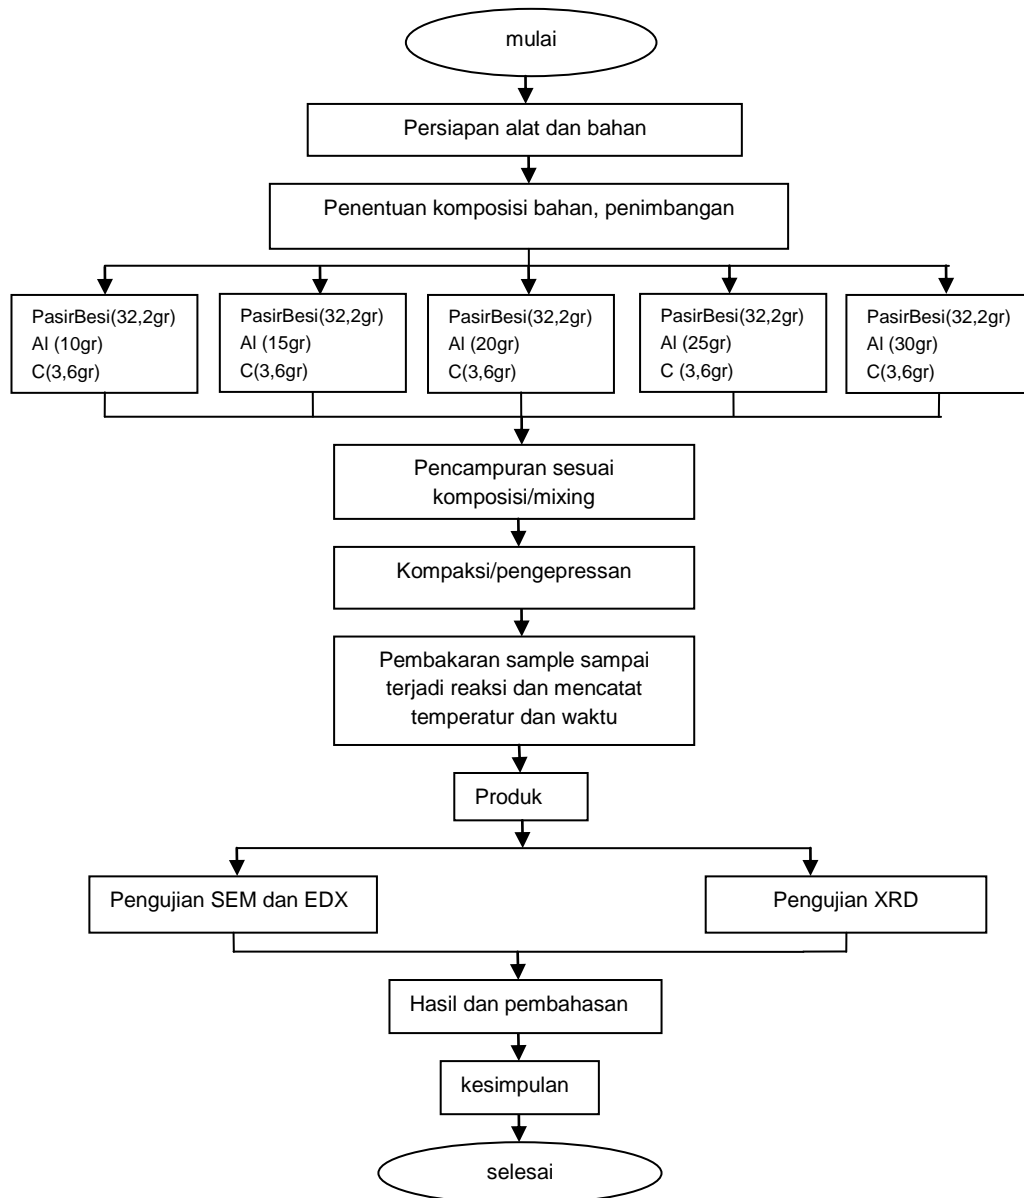 mulai
Persiapan alat dan bahan
Penentuan komposisi bahan, penimbangan
PasirBesi(32,2gr)
Al (10gr)
C(3,6gr)
PasirBesi(32,2gr)
Al (15gr)
C(3,6gr)
PasirBesi(32,2gr)
Al (20gr)
C(3,6gr)
PasirBesi(32,2gr)
Al (25gr)
C (3,6gr)
PasirBesi(32,2gr)
Al (30gr)
C(3,6gr)
Pencampuran sesuai
komposisi/mixing
Kompaksi/pengepressan
Pembakaran sample sampai
terjadi reaksi dan mencatat
temperatur dan waktu
Produk
Pengujian SEM dan EDX
Pengujian XRD
Hasil dan pembahasan
kesimpulan
selesai